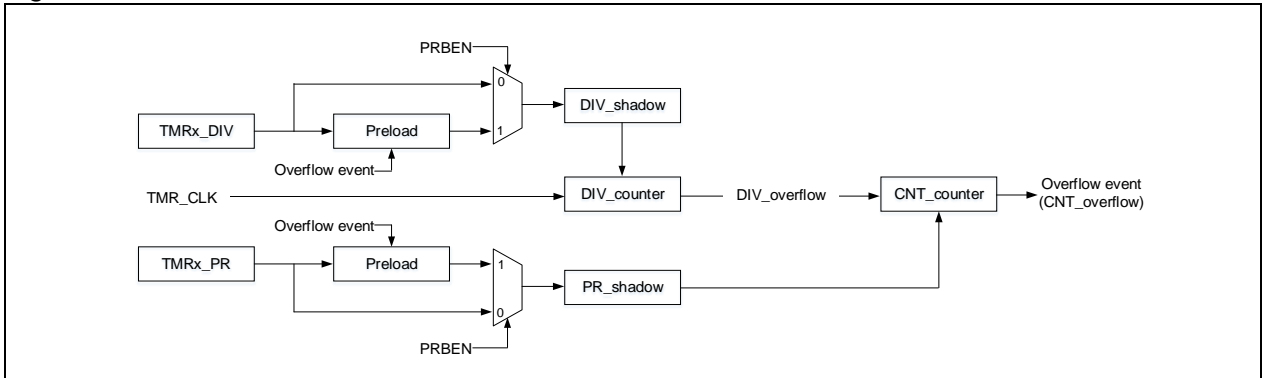 PRBEN
0
DIV_shadow
TMRx_DIV
Preload
1
Overflow event
TMR_CLK
DIV_counter
DIV_overflow
CNT_counter
Overflow event
(CNT_overflow)
Overflow event
TMRx_PR
Preload
1
PR_shadow
0
PRBEN